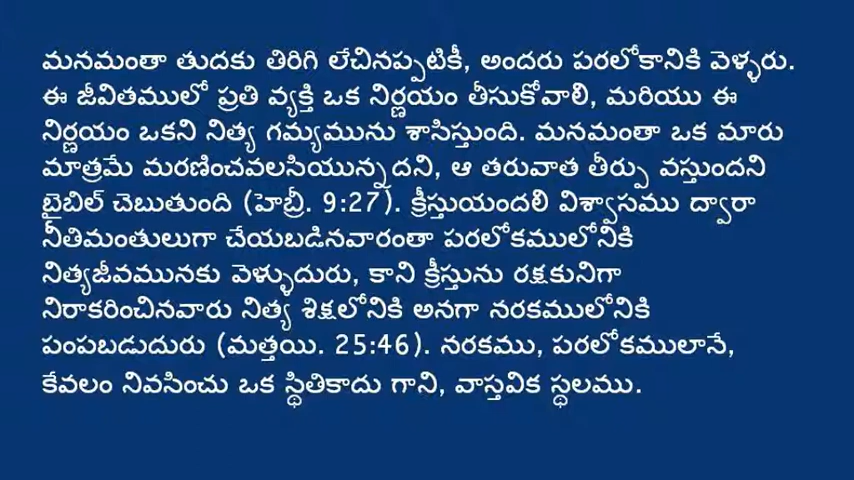 మనమంతా తుదకు తిరిగి లేచినప్పటికీ, అందరు పరలోకానికి వెళ్ళరు.
ఈ జీవితములో ప్రతి వ్యక్తి ఒక నిర్ణయం తీసుకోవాలి, మరియు ఈ
నిర్ణయం ఒకని నిత్య గమ్యమును శాసిస్తుంది. మనమంతా ఒక మారు
మాత్రమే మరణించవలసియున్నదని, ఆ తరువాత తీర్పు వస్తుందని
బైబిల్ చెబుతుంది (హెబ్రీ. 9:27). క్రీస్తుయందలి విశ్వాసము ద్వారా
నీతిమంతులుగా చేయబడినవారంతా పరలోకములోనికి
నిత్యజీవమునకు వెళ్ళుదురు, కాని క్రీస్తును రక్షకునిగా
నిరాకరించినవారు నిత్య శిక్షలోనికి అనగా నరకములోనికి
పంపబడుదురు (మత్తయి. 25:46). నరకము, పరలోకములానే,
కేవలం నివసించు ఒక స్థితికాదు గాని, వాస్తవిక స్థలము.